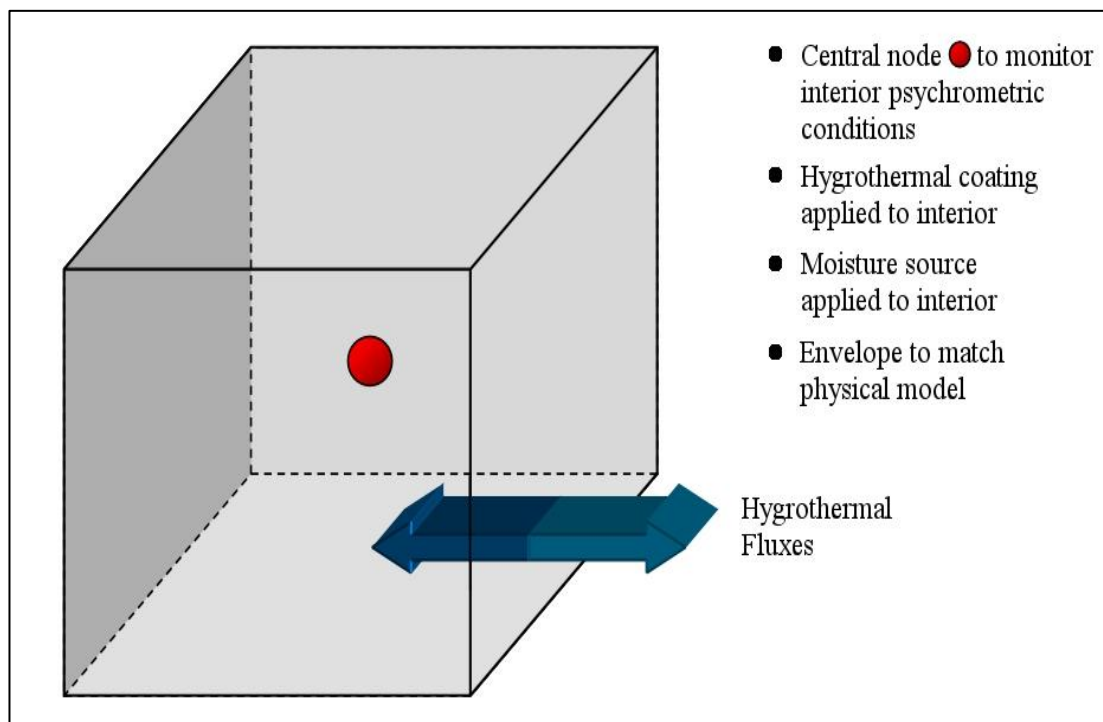 Central node to monitor
interior psychrometric
conditions
Hygrothermal coating
applied to interior
Moisture source
applied to interior
Envelope to match
physical model
Hygrothermal
Fluxes